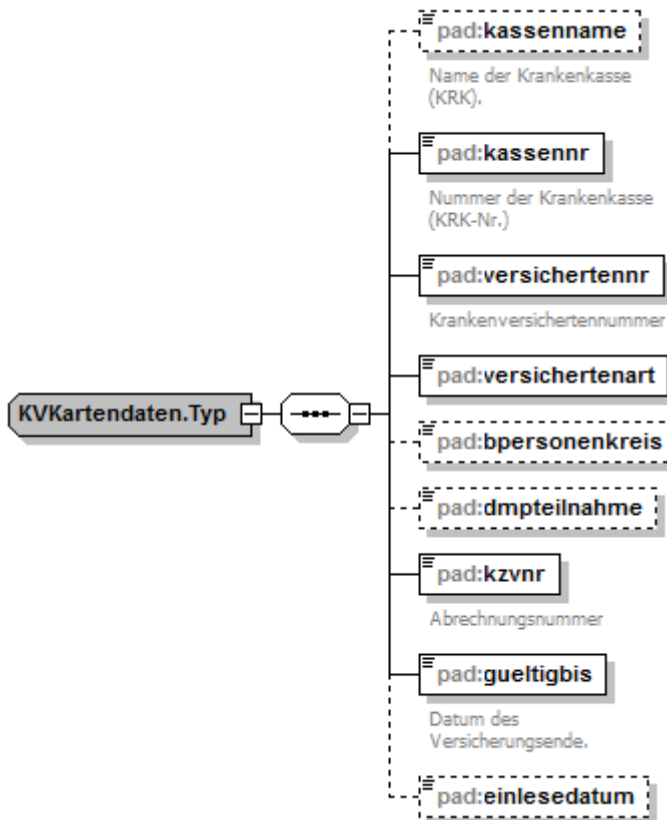 pad:kassenname
Name der Krankenkasse
(KRK).
pad:kassennr
Nummer der Krankenkasse
(KRK-Nr.)
pad:versichertennr
Krankenversichertennummer
pad:versichertenart
KVKartendaten.Typ
pad:bpersonenkreis
pad:dmpteilnahme
pad:kzvnr
Abrechnungsnummer
pad:gueltigbis
Datum des
Versicherungsende.
pad:einlesedatum